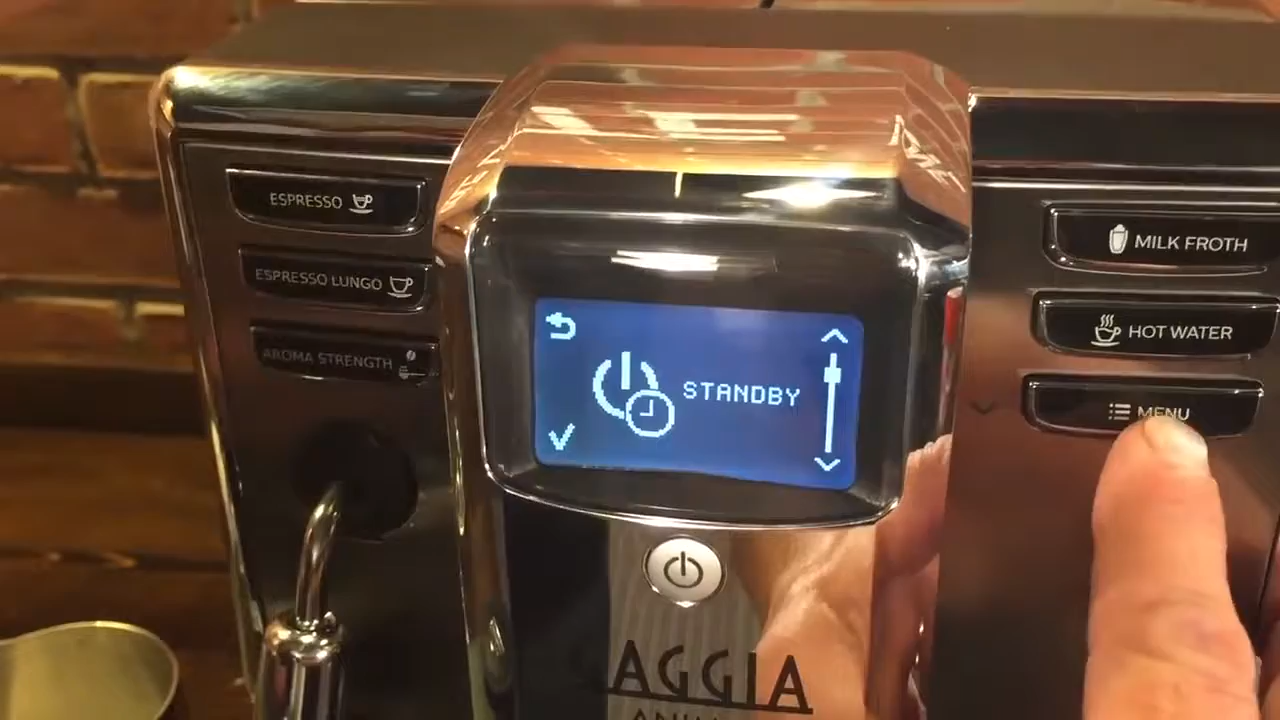 ESPRESSO
ESPRESSO LUNGO
AROMA STRENGTH
STANDBY
MILK FROTH
HOT WATER
MENU
AGGIA